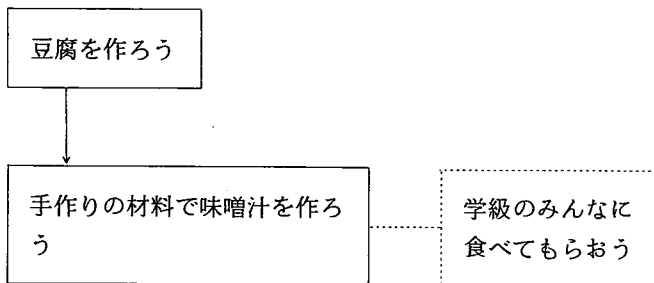 豆腐を作ろう
手作りの材料で味噌汁を作ろ
う
学級のみんなに
食べてもらおう